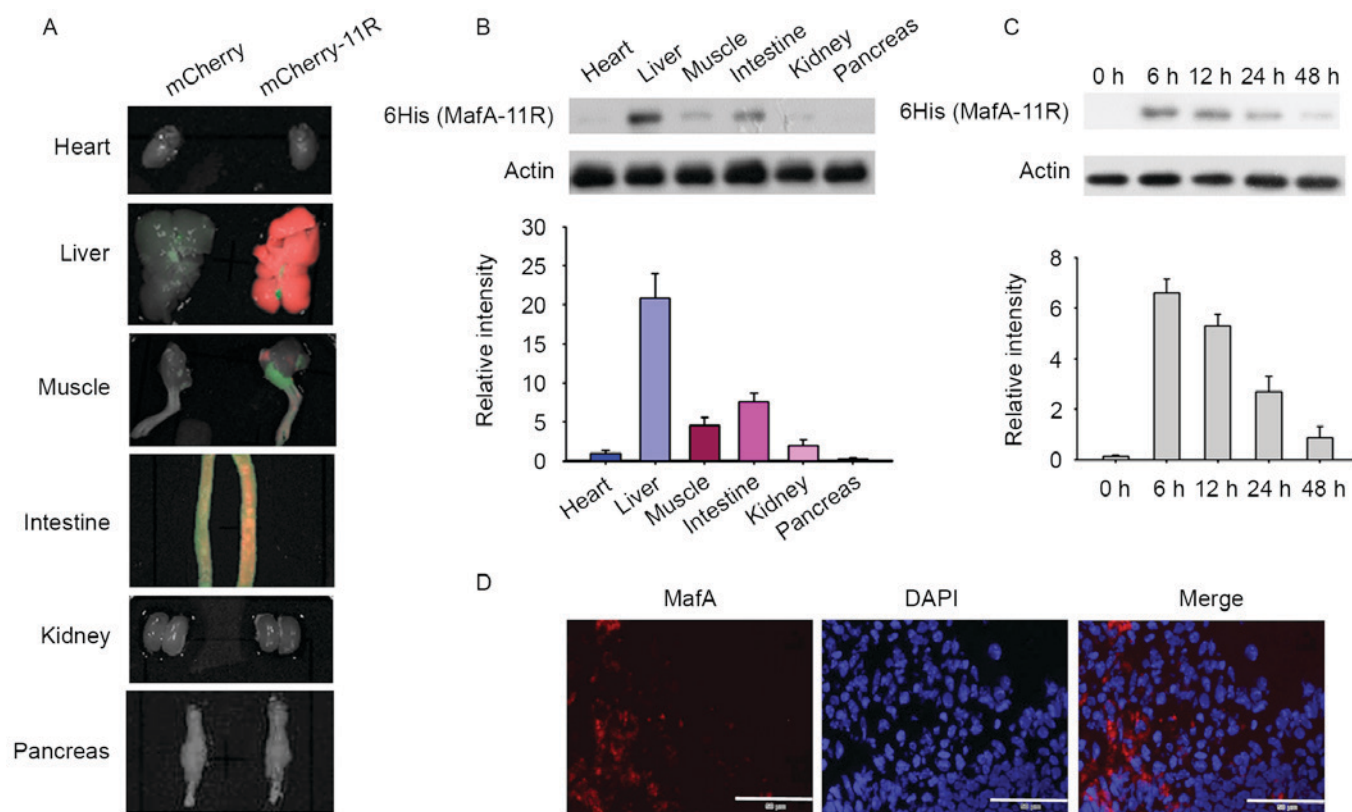 A
mCherry
mCherry-11R
Heart
Liver
Muscle
Intestine
Kidney
Pancreas
B
Heart
Liver
Muscle
Intestine
Kidney
Pancreas
6His (MafA-11R)
Actin
Relative intensity
30
25
20
15
10
5
0
Heart
Liver
Muscle
Intestine
Kidney
Pancreas
C
0 h 6 h 12 h 24 h 48 h
6His (MafA-11R)
Actin
Relative intensity
8
6
4
2
0
0 h 6 h 12 h 24 h 48 h
D
MafA
DAPI
Merge